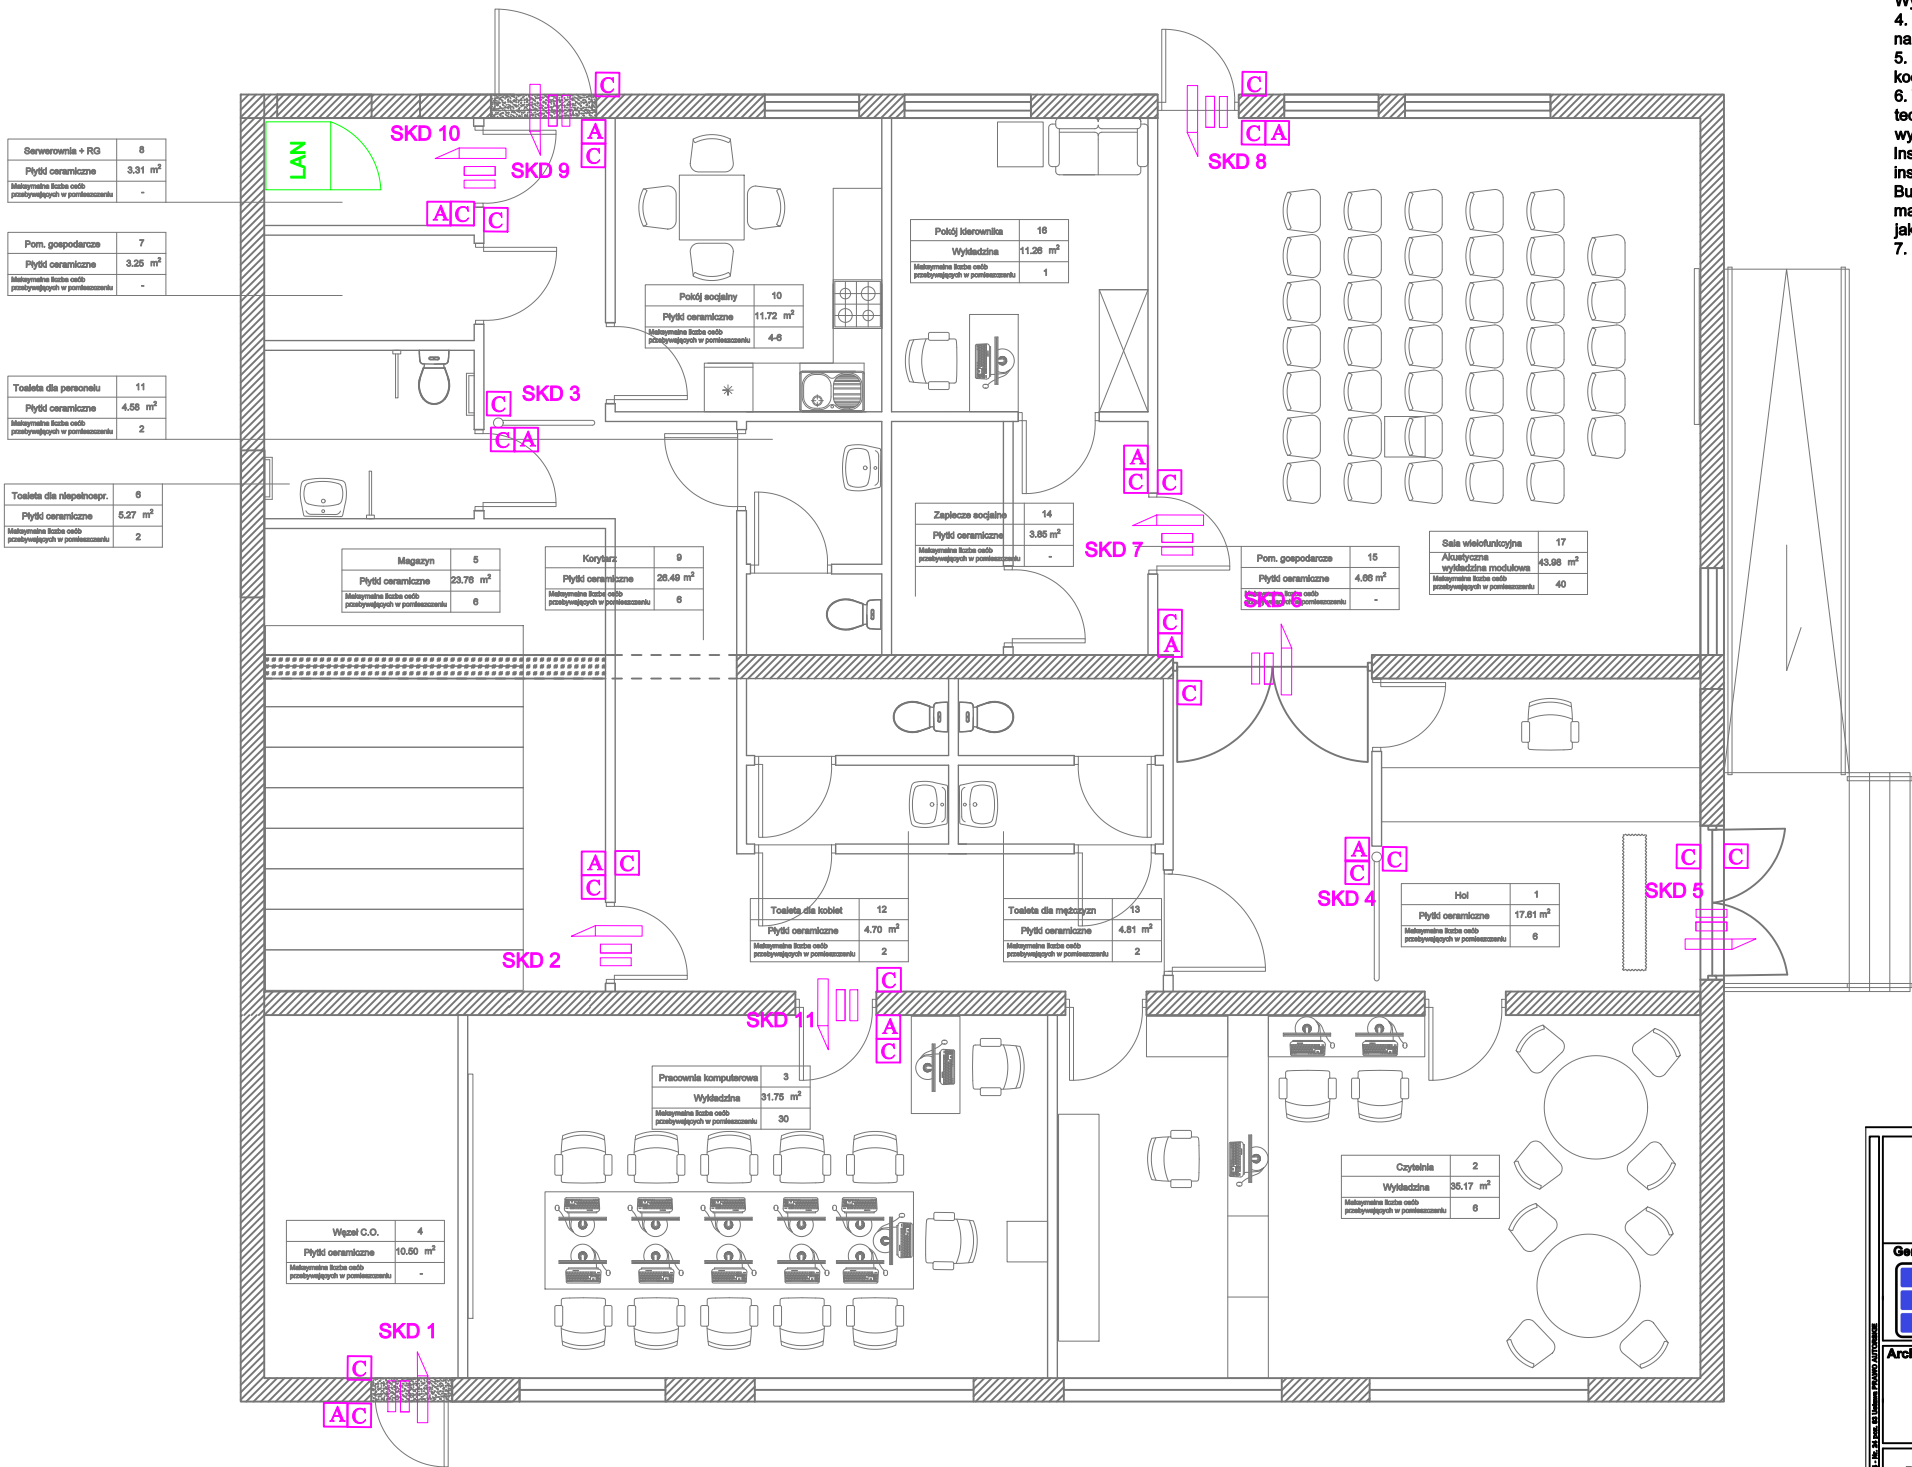 4.
na
5.
6.
wy
ins
7.
SKD 10
SKD 9
SKD 8
LAN
C
A
C
C
C A
A C
C
Serwerownia + RG 8
Płytki ceramiczne 3.31 m²
Maksymalna liczba osób przebywających w pomieszczeniu -
Pom. gospodarcze 7
Płytki ceramiczne 3.25 m²
Maksymalna liczba osób przebywających w pomieszczeniu -
Pokój kierownika 16
Wykładzina 11.26 m²
Maksymalna liczba osób przebywających w pomieszczeniu 1
Pokój socjalny 10
Płytki ceramiczne 11.72 m²
Maksymalna liczba osób przebywających w pomieszczeniu 4-6
Toaleta dla personelu 11
Płytki ceramiczne 4.58 m²
Maksymalna liczba osób przebywających w pomieszczeniu 2
SKD 3
C
C A
A
C
C
Toaleta dla niepełnospr. 6
Płytki ceramiczne 5.27 m²
Maksymalna liczba osób przebywających w pomieszczeniu 2
Zaplecze socjalne 14
Płytki ceramiczne 3.85 m²
Maksymalna liczba osób przebywających w pomieszczeniu -
SKD 7
Magazyn 5
Płytki ceramiczne 23.76 m²
Maksymalna liczba osób przebywających w pomieszczeniu 6
Korytarz 9
Płytki ceramiczne 26.49 m²
Maksymalna liczba osób przebywających w pomieszczeniu 6
Pom. gospodarcze 15
Płytki ceramiczne 4.66 m²
Maksymalna liczba osób przebywających w pomieszczeniu -
SKD 6
Sala wielofunkcyjna 17
Akustyczna wykładzina modułowa 43.98 m²
Maksymalna liczba osób przebywających w pomieszczeniu 40
C
A
C
A
C
C
SKD 2
A
C
C
SKD 4
C
C
SKD 5
Hol 1
Płytki ceramiczne 17.61 m²
Maksymalna liczba osób przebywających w pomieszczeniu 6
Toaleta dla kobiet 12
Płytki ceramiczne 4.70 m²
Maksymalna liczba osób przebywających w pomieszczeniu 2
Toaleta dla mężczyzn 13
Płytki ceramiczne 4.81 m²
Maksymalna liczba osób przebywających w pomieszczeniu 2
SKD 11
C
A
C
Pracownia komputerowa 3
Wykładzina 31.75 m²
Maksymalna liczba osób przebywających w pomieszczeniu 30
Czytelnia 2
Wykładzina 35.17 m²
Maksymalna liczba osób przebywających w pomieszczeniu 6
Węzeł C.O. 4
Płytki ceramiczne 10.50 m²
Maksymalna liczba osób przebywających w pomieszczeniu -
SKD 1
C
A C